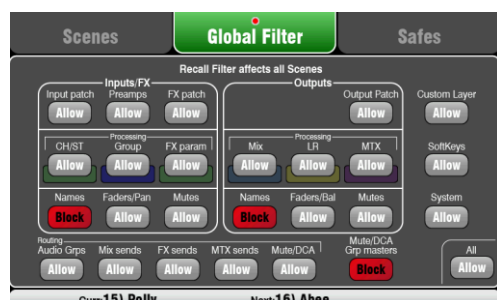 Scenes Global Filter Safes
Recall Filter affects all Scenes
Inputs/FX Outputs
Input patch Preamps FX patch Output Patch Custom Layer
Allow Allow Allow Allow Allow
Processing Processing
CH/ST Group FX param Mix LR MTX SoftKeys
Allow Allow Allow Allow Allow Allow Allow
Names Faders/Pan Mutes Names Faders/Bal Mutes System
Block Allow Allow Block Allow Allow Allow
Routing Mute/DCA
Audio Grps Mix sends FX sends MTX sends Mute/DCA Grp masters All
Allow Allow Allow Allow Allow Block Allow
Curr:15) Polly Next:16) Abee